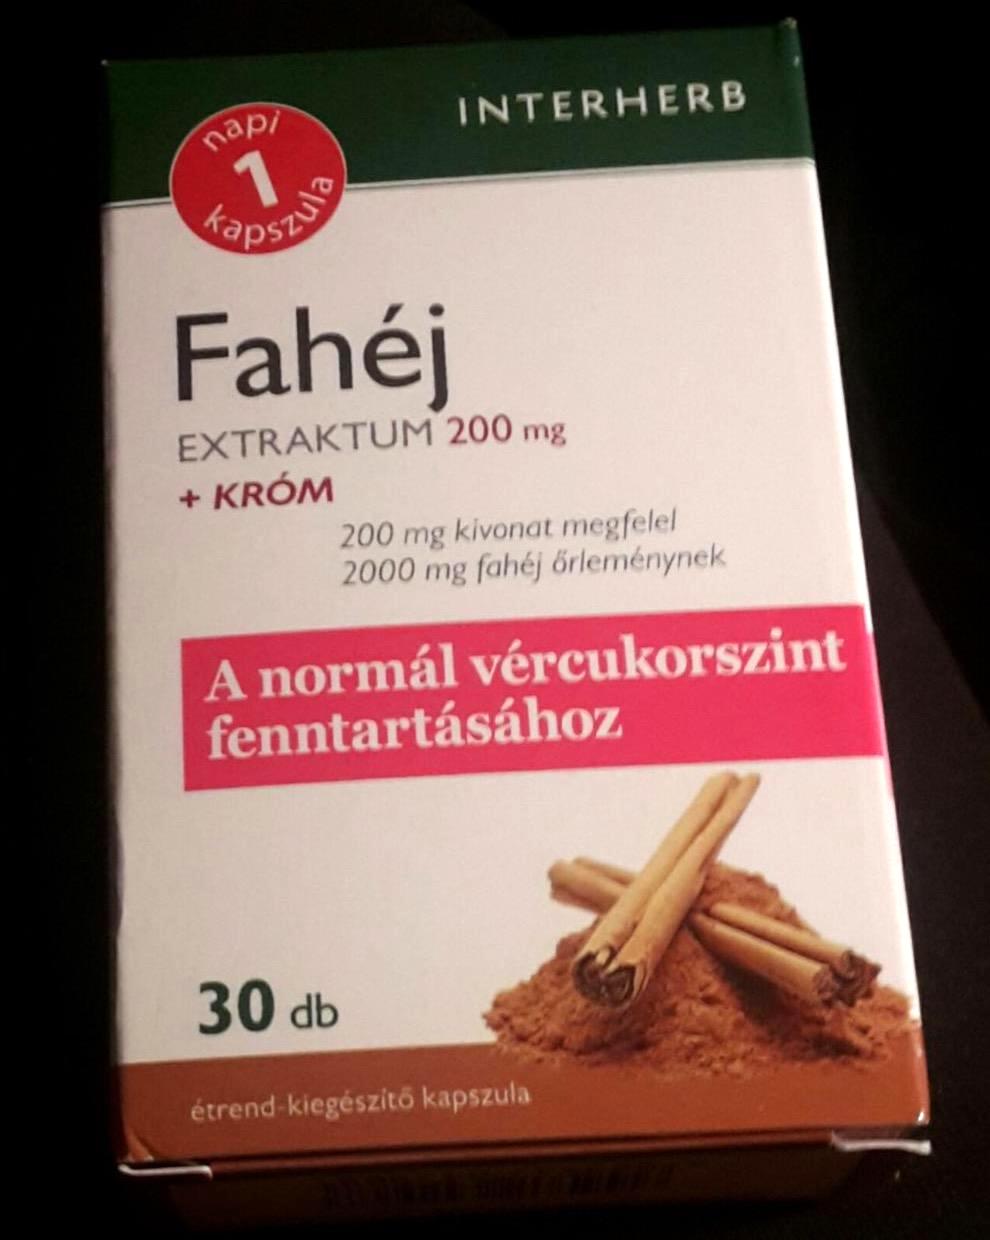 INTERHERB
napi
1
kapszula
Fahéj
EXTRAKTUM 200 mg
+ KRÓM
200 mg kivonat megfelel
2000 mg fahéj őrleménynek
A normál vércukorszint
fenntartásához
30 db
étrend-kiegészítő kapszula